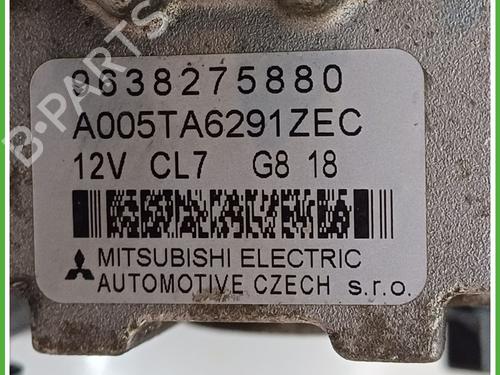 9638275880
A005TA6291ZEC
12V CL7 G8 18
MITSUBISHI ELECTRIC
AUTOMOTIVE CZECH s.r.o.
B-PARTS